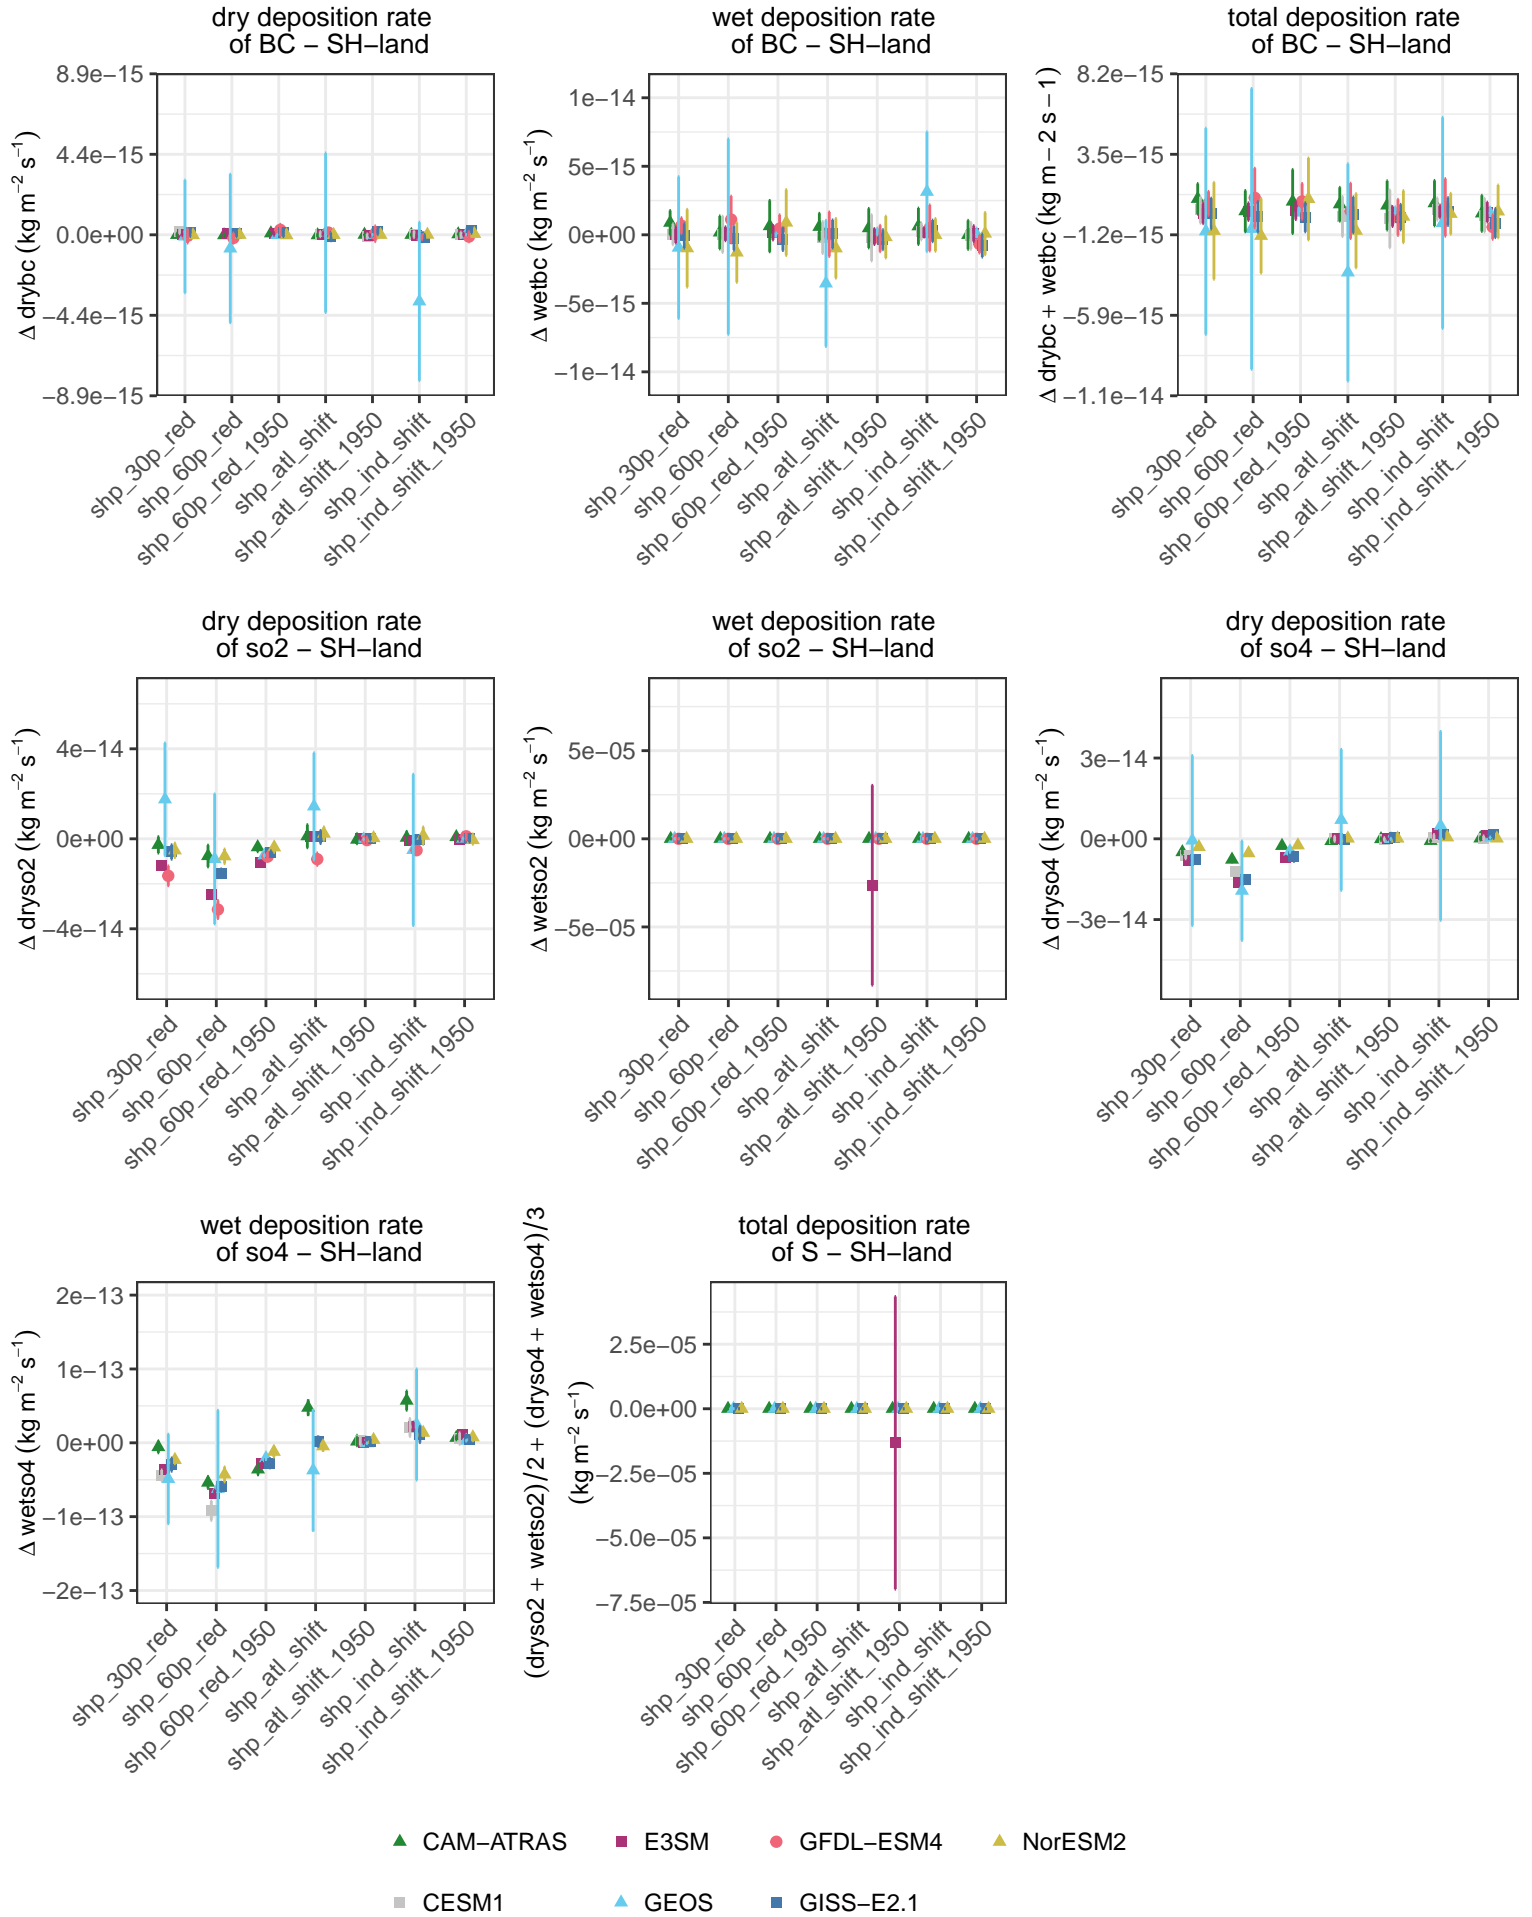 dry deposition rate
of BC − SH−land
Δ drybc (kg m−2 s−1)
8.9e−15
4.4e−15
0.0e+00
−4.4e−15
−8.9e−15
shp_30p_red
shp_60p_red
shp_60p_red_1950
shp_atl_shift
shp_atl_shift_1950
shp_ind_shift
shp_ind_shift_1950
wet deposition rate
of BC − SH−land
Δ wetbc (kg m−2 s−1)
1e−14
5e−15
0e+00
−5e−15
−1e−14
shp_30p_red
shp_60p_red
shp_60p_red_1950
shp_atl_shift
shp_atl_shift_1950
shp_ind_shift
shp_ind_shift_1950
total deposition rate
of BC − SH−land
Δ drybc + wetbc (kg m − 2 s − 1)
8.2e−15
3.5e−15
−1.2e−15
−5.9e−15
−1.1e−14
shp_30p_red
shp_60p_red
shp_60p_red_1950
shp_atl_shift
shp_atl_shift_1950
shp_ind_shift
shp_ind_shift_1950
dry deposition rate
of so2 − SH−land
Δ dryso2 (kg m−2 s−1)
4e−14
0e+00
−4e−14
shp_30p_red
shp_60p_red
shp_60p_red_1950
shp_atl_shift
shp_atl_shift_1950
shp_ind_shift
shp_ind_shift_1950
wet deposition rate
of so2 − SH−land
Δ wetso2 (kg m−2 s−1)
5e−05
0e+00
−5e−05
shp_30p_red
shp_60p_red
shp_60p_red_1950
shp_atl_shift
shp_atl_shift_1950
shp_ind_shift
shp_ind_shift_1950
dry deposition rate
of so4 − SH−land
Δ dryso4 (kg m−2 s−1)
3e−14
0e+00
−3e−14
shp_30p_red
shp_60p_red
shp_60p_red_1950
shp_atl_shift
shp_atl_shift_1950
shp_ind_shift
shp_ind_shift_1950
wet deposition rate
of so4 − SH−land
Δ wetso4 (kg m−2 s−1)
2e−13
1e−13
0e+00
−1e−13
−2e−13
shp_30p_red
shp_60p_red
shp_60p_red_1950
shp_atl_shift
shp_atl_shift_1950
shp_ind_shift
shp_ind_shift_1950
total deposition rate
of S − SH−land
(dryso2 + wetso2)/2 + (dryso4 + wetso4)/3
(kg m−2 s−1)
2.5e−05
0.0e+00
−2.5e−05
−5.0e−05
−7.5e−05
shp_30p_red
shp_60p_red
shp_60p_red_1950
shp_atl_shift
shp_atl_shift_1950
shp_ind_shift
shp_ind_shift_1950
CAM−ATRAS
E3SM
GFDL−ESM4
NorESM2
CESM1
GEOS
GISS−E2.1